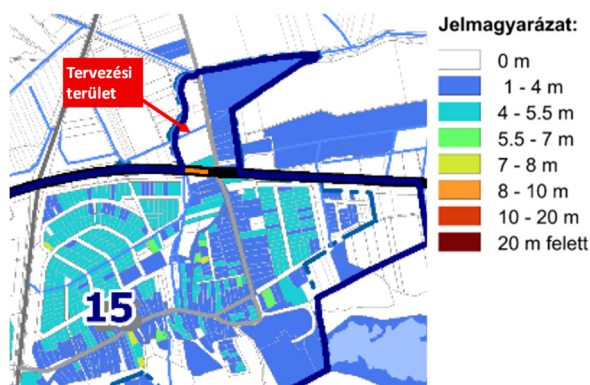 Tervezési
terület
15
Jelmagyarázat:
0 m
1 - 4 m
4 - 5.5 m
5.5 - 7 m
7 - 8 m
8 - 10 m
10 - 20 m
20 m felett